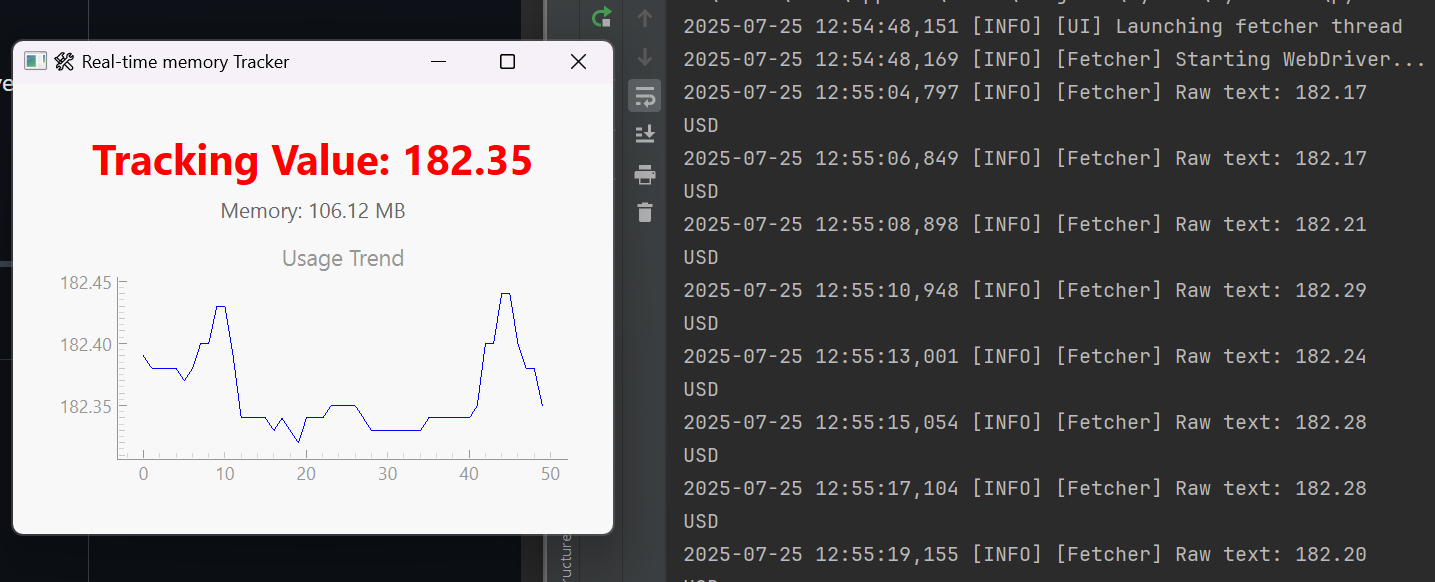 Real-time memory Tracker
Tracking Value: 182.35
Memory: 106.12 MB
Usage Trend
182.45
182.40
182.35
0 10 20 30 40 50
2025-07-25 12:54:48,151 [INFO] [UI] Launching fetcher thread
2025-07-25 12:54:48,169 [INFO] [Fetcher] Starting WebDriver...
2025-07-25 12:55:04,797 [INFO] [Fetcher] Raw text: 182.17
USD
2025-07-25 12:55:06,849 [INFO] [Fetcher] Raw text: 182.17
USD
2025-07-25 12:55:08,898 [INFO] [Fetcher] Raw text: 182.21
USD
2025-07-25 12:55:10,948 [INFO] [Fetcher] Raw text: 182.29
USD
2025-07-25 12:55:13,001 [INFO] [Fetcher] Raw text: 182.24
USD
2025-07-25 12:55:15,054 [INFO] [Fetcher] Raw text: 182.28
USD
2025-07-25 12:55:17,104 [INFO] [Fetcher] Raw text: 182.28
USD
2025-07-25 12:55:19,155 [INFO] [Fetcher] Raw text: 182.20